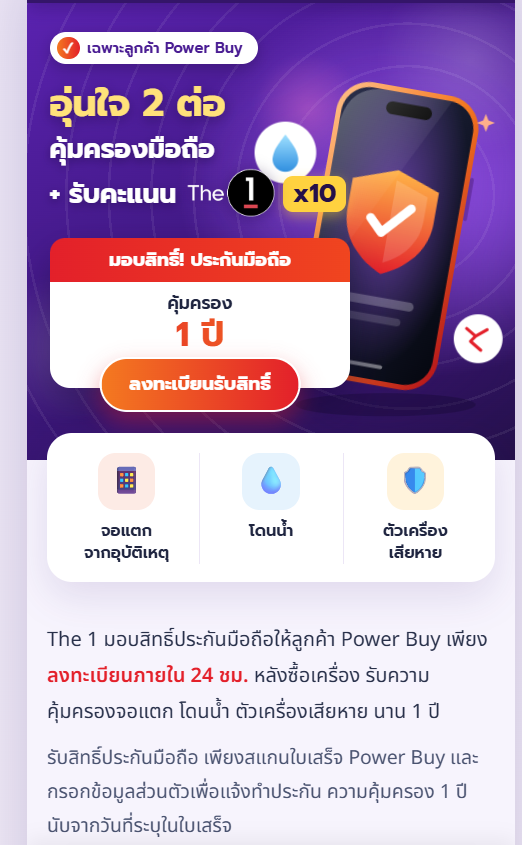 เฉพาะลูกค้า Power Buy
อุ่นใจ 2 ต่อ
คุ้มครองมือถือ
+ รับคะแนน The 1 x10
มอบสิทธิ์! ประกันมือถือ
คุ้มครอง
1 ปี
ลงทะเบียนรับสิทธิ์
จอแตก
จากอุบัติเหตุ
โดนน้ำ
ตัวเครื่อง
เสียหาย
The 1 มอบสิทธิ์ประกันมือถือให้ลูกค้า Power Buy เพียง
ลงทะเบียนภายใน 24 ชม. หลังซื้อเครื่อง รับความ
คุ้มครองจอแตก โดนน้ำ ตัวเครื่องเสียหาย นาน 1 ปี
รับสิทธิ์ประกันมือถือ เพียงสแกนใบเสร็จ Power Buy และ
กรอกข้อมูลส่วนตัวเพื่อแจ้งทำประกัน ความคุ้มครอง 1 ปี
นับจากวันที่ระบุในใบเสร็จ